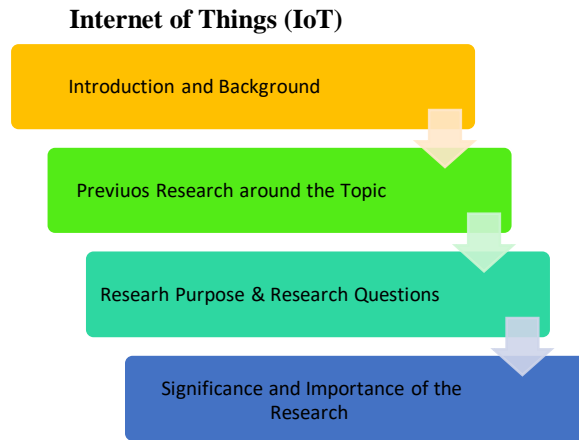 Internet of Things (IoT)
Introduction and Background
Previuos Research around the Topic
Researh Purpose & Research Questions
Significance and Importance of the
Research